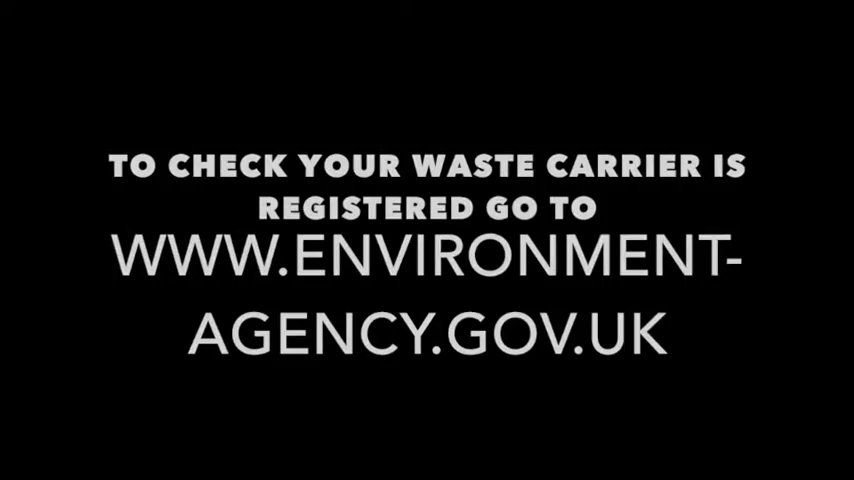 TO CHECK YOUR WASTE CARRIER IS
REGISTERED GO TO
WWW.ENVIRONMENT-
AGENCY.GOV.UK